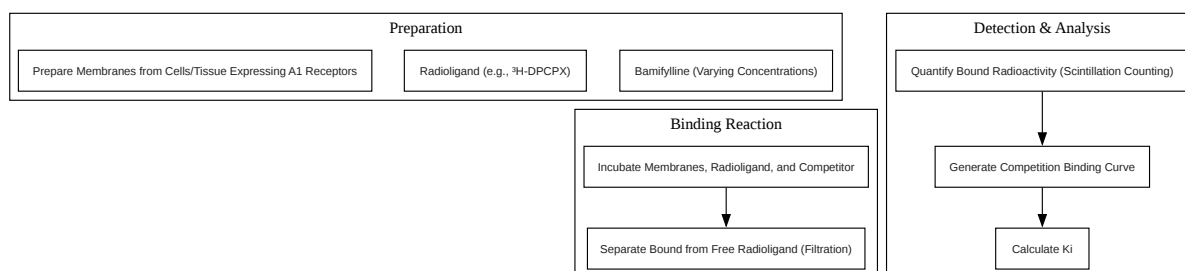 Preparation
Prepare Membranes from Cells/Tissue Expressing A1 Receptors
Radioligand (e.g., ³H-DPCPX)
Bamifylline (Varying Concentrations)
Binding Reaction
Incubate Membranes, Radioligand, and Competitor
Separate Bound from Free Radioligand (Filtration)
Detection & Analysis
Quantify Bound Radioactivity (Scintillation Counting)
Generate Competition Binding Curve
Calculate Ki